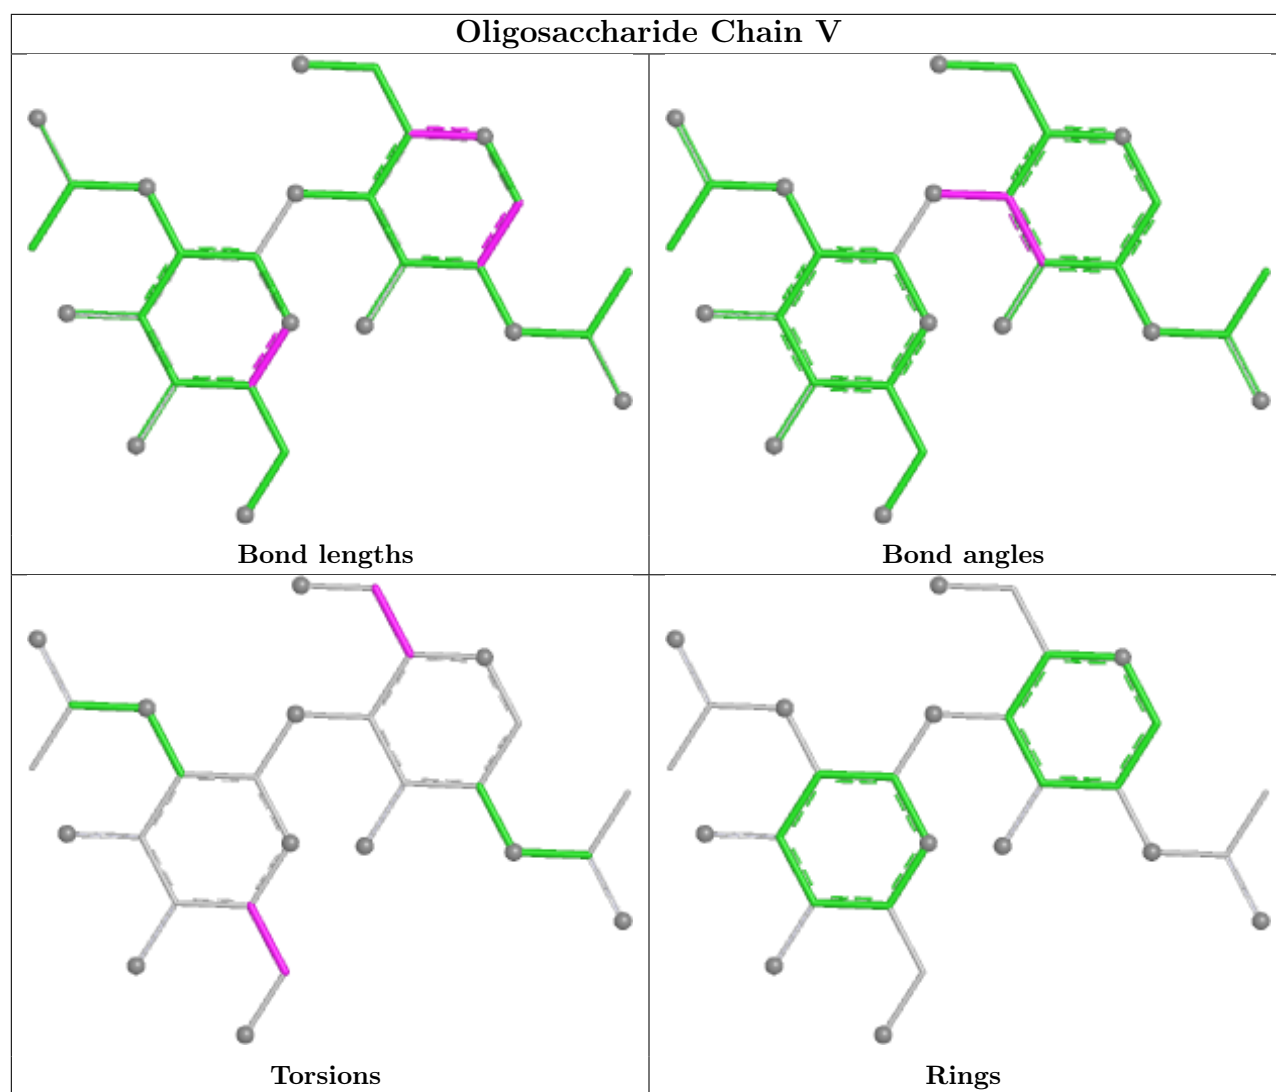 Oligosaccharide Chain V
Bond lengths
Bond angles
Torsions
Rings